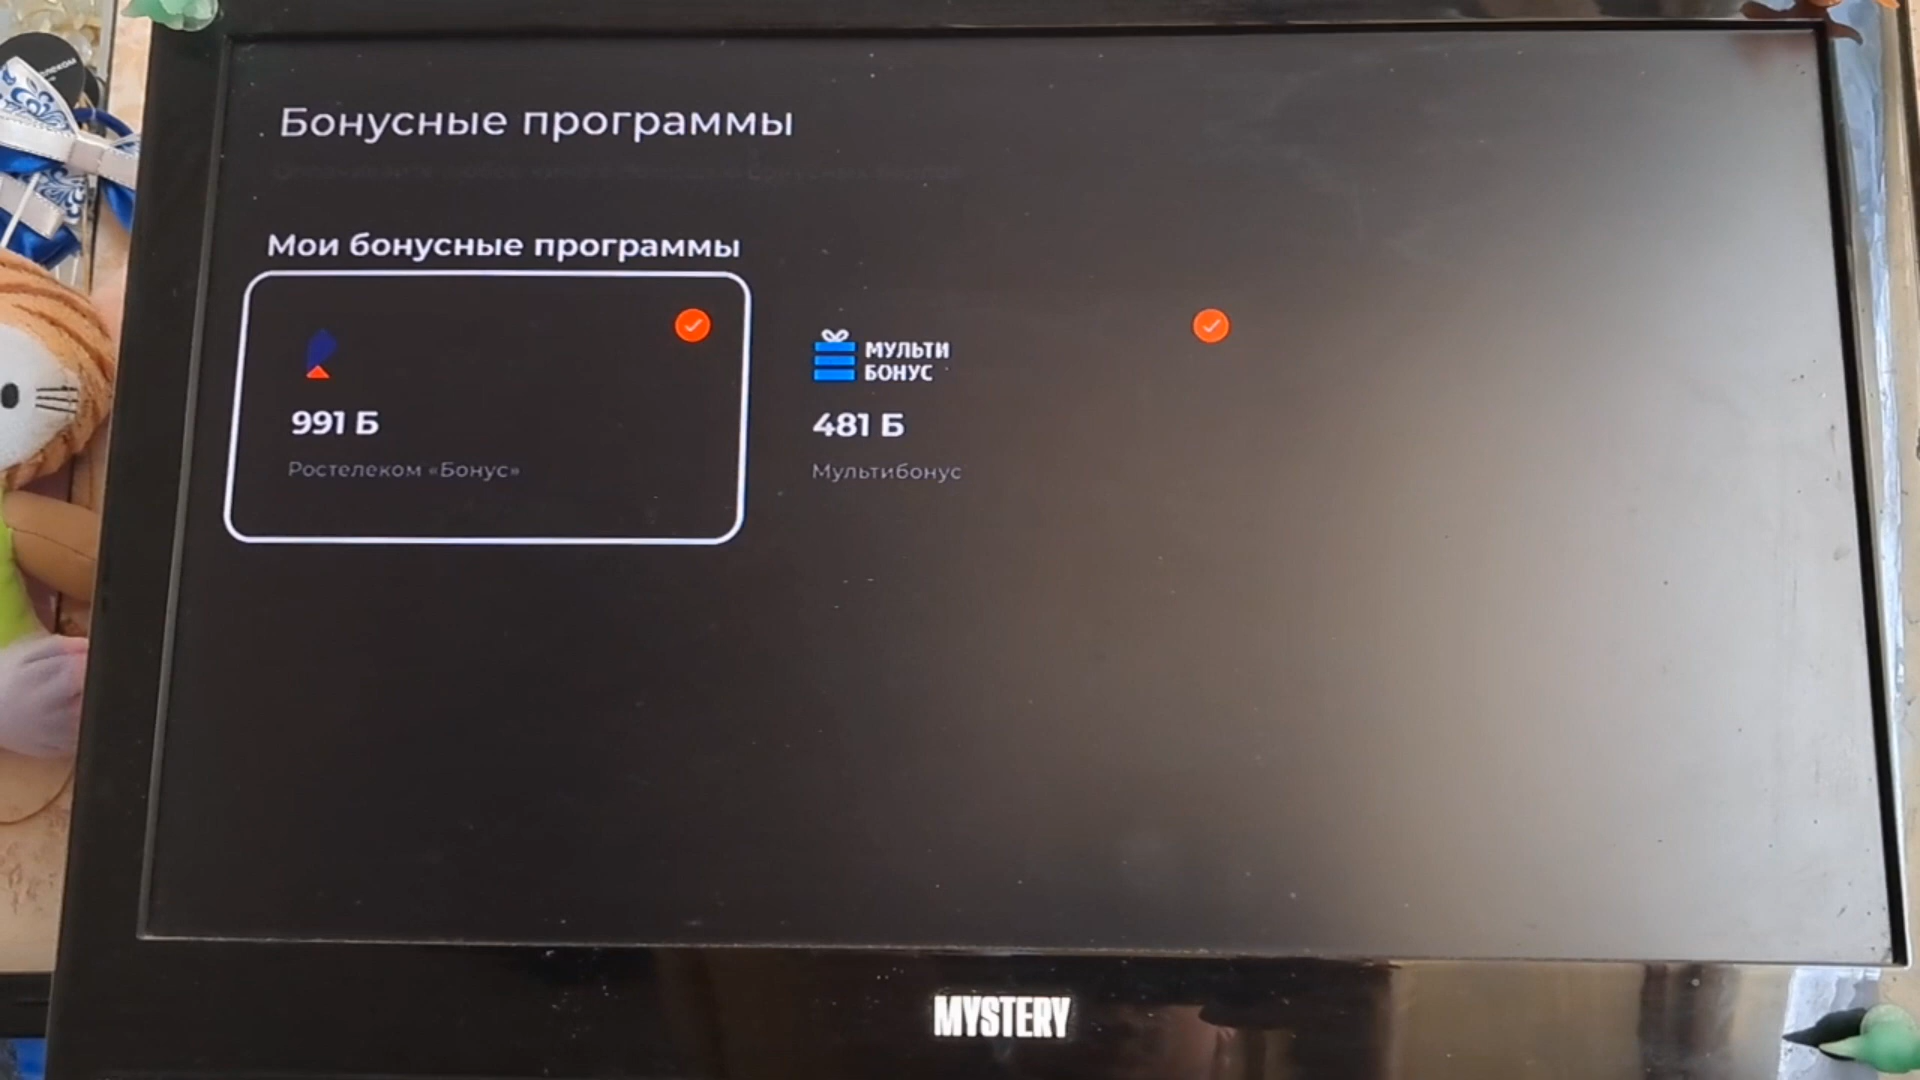 Бонусные программы
Мои бонусные программы
МУЛЬТИ
БОНУС
991 Б
481 Б
Ростелеком «Бонус»
Мультибонус
MYSTERY